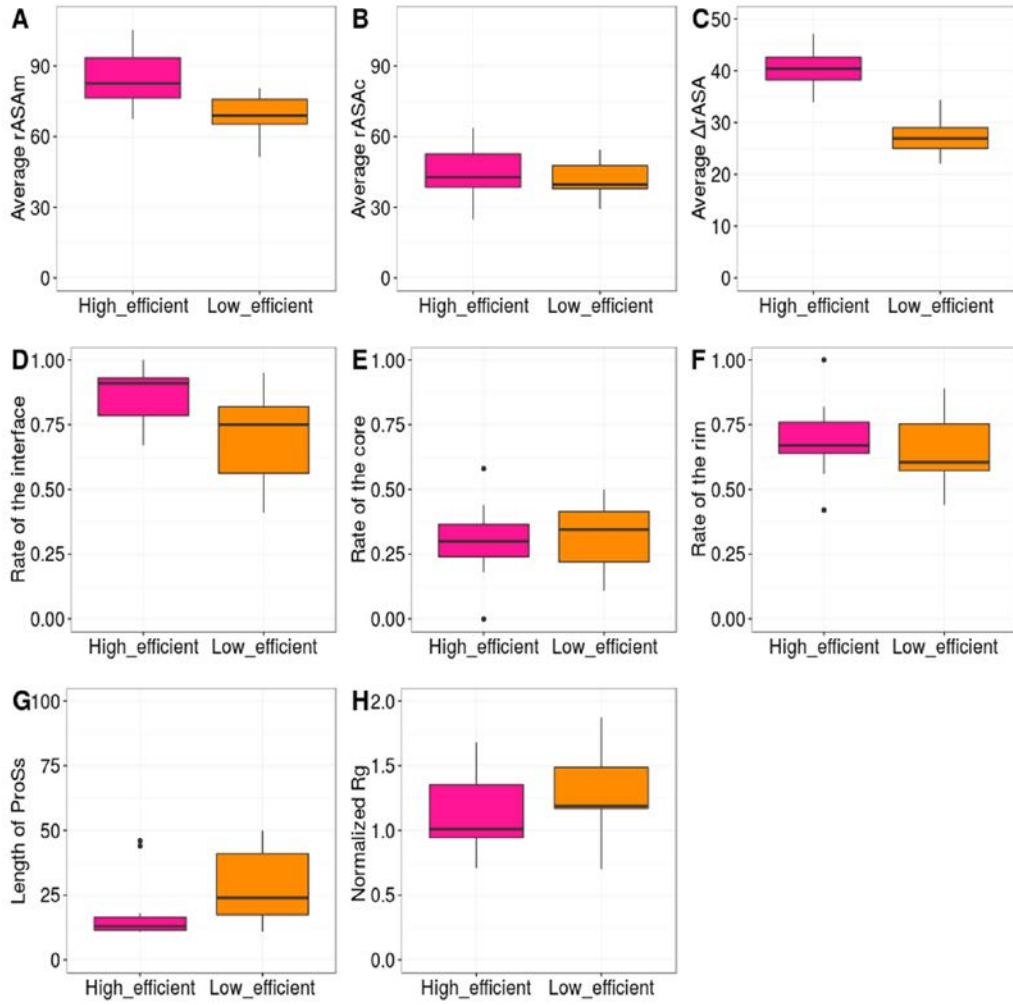 A
Average rASAm
90
60
30
0
High_efficient Low_efficient
B
Average rASAc
90
60
30
0
High_efficient Low_efficient
C
Average ΔrASA
50
40
30
20
10
0
High_efficient Low_efficient
D
Rate of the interface
1.00
0.75
0.50
0.25
0.00
High_efficient Low_efficient
E
Rate of the core
1.00
0.75
0.50
0.25
0.00
High_efficient Low_efficient
F
Rate of the rim
1.00
0.75
0.50
0.25
0.00
High_efficient Low_efficient
G
Length of ProSs
100
75
50
25
0
High_efficient Low_efficient
H
Normalized Rg
2.0
1.5
1.0
0.5
0.0
High_efficient Low_efficient